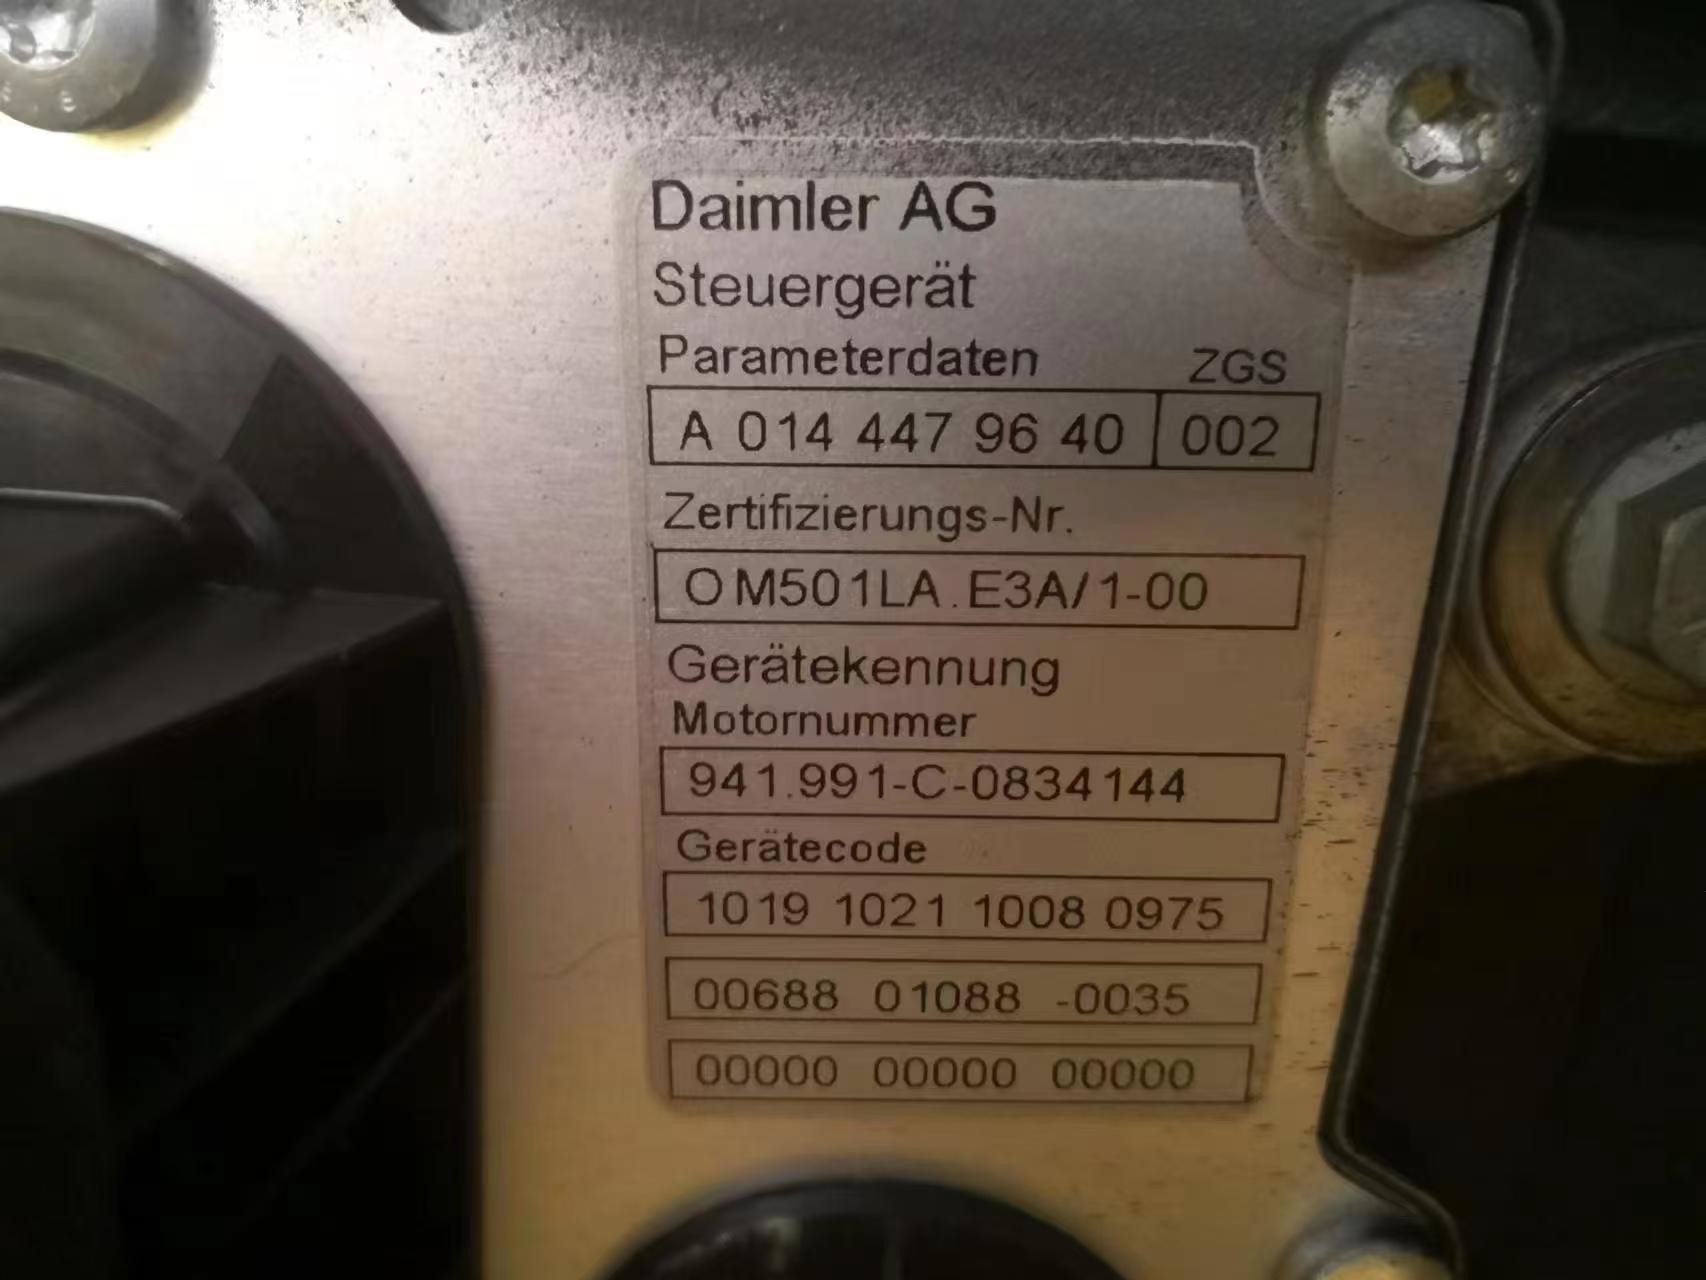 Daimler AG
Steuergerät
Parameterdaten ZGS
A 014 447 96 40 002
Zertifizierungs-Nr.
OM501LA.E3A/1-00
Gerätekennung
Motornummer
941.991-C-0834144
Gerätecode
1019 1021 1008 0975
00688 01088 -0035
00000 00000 00000